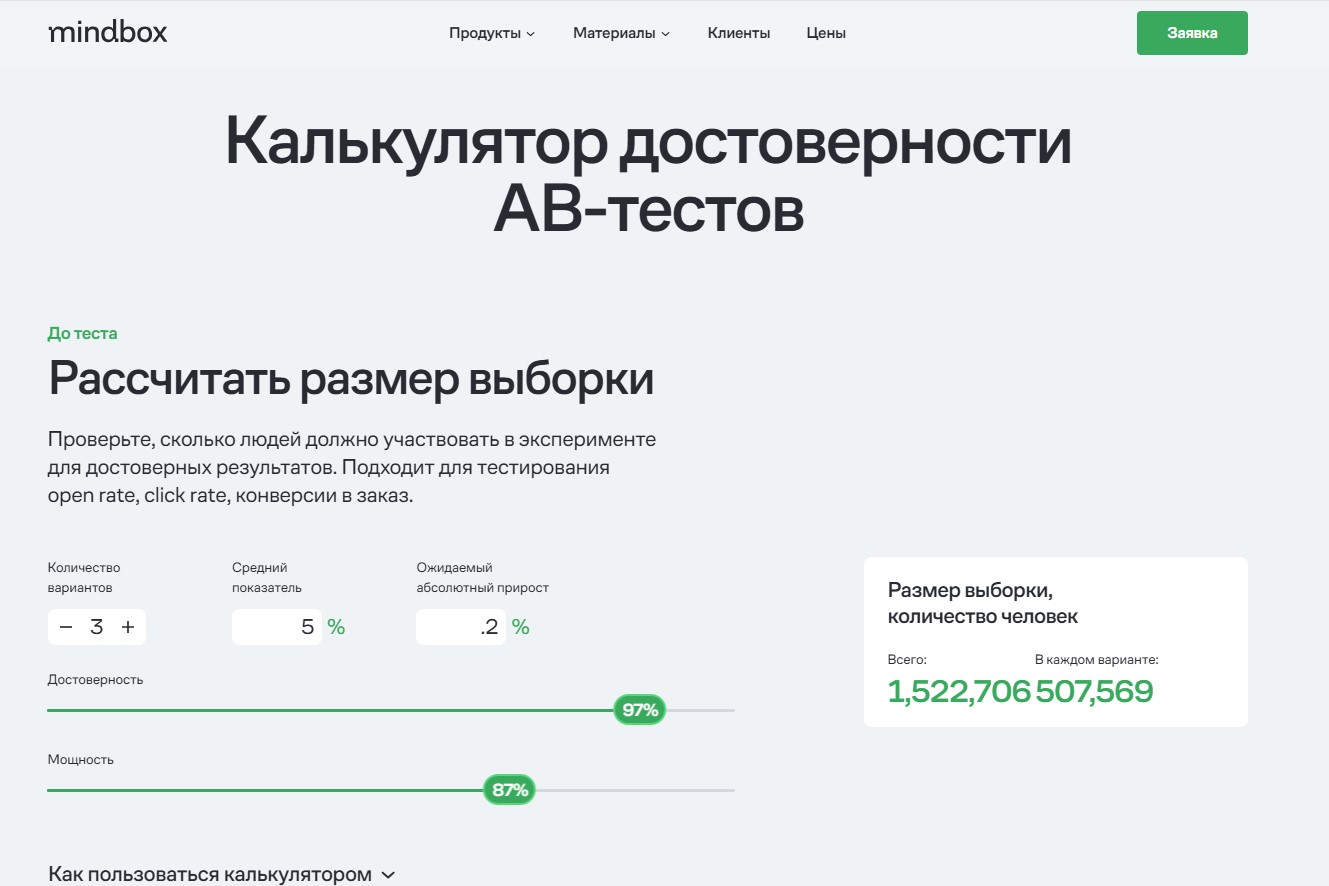 mindbox
Продукты
Материалы
Клиенты
Цены
Заявка
Калькулятор достоверности
АВ-тестов
До теста
Рассчитать размер выборки
Проверьте, сколько людей должно участвовать в эксперименте
для достоверных результатов. Подходит для тестирования
open rate, click rate, конверсии в заказ.
Количество
вариантов
− 3 +
Средний
показатель
5 %
Ожидаемый
абсолютный прирост
.2 %
Достоверность
97%
Мощность
87%
Размер выборки,
количество человек
Всего:
1,522,706
В каждом варианте:
507,569
Как пользоваться калькулятором